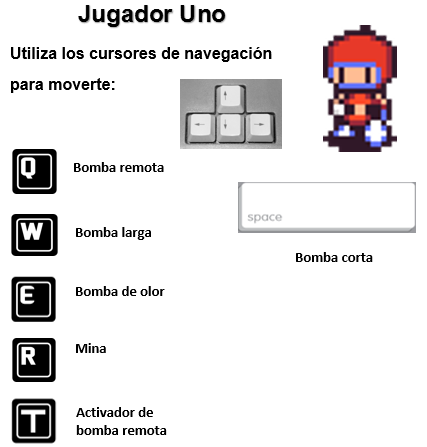 Jugador Uno
Utiliza los cursores de navegación
para moverte:
Q
Bomba remota
W
Bomba larga
space
Bomba corta
E
Bomba de olor
R
Mina
T
Activador de
bomba remota